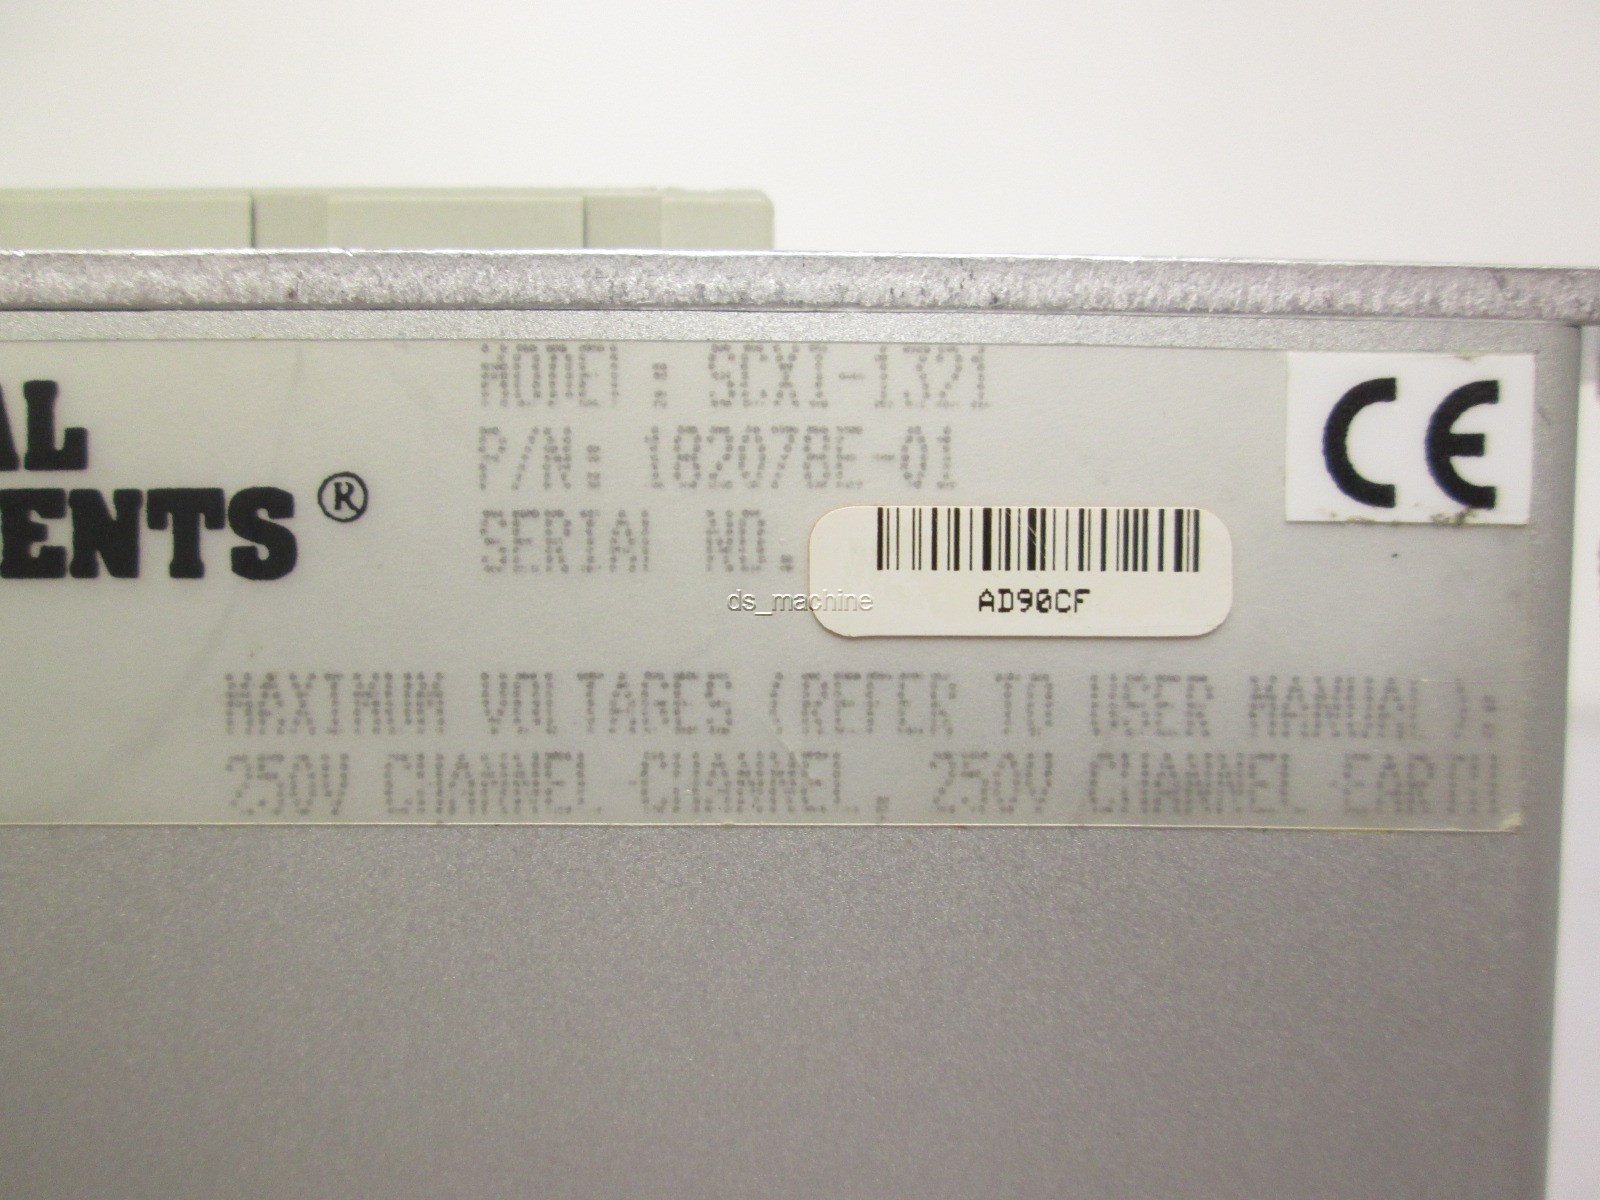 AL
ENTS®
MODEL: SCXI-1321
P/N: 182078E-01
SERIAL NO.
AD90CF
ds_machine
CE
MAXIMUM VOLTAGES (REFER TO USER MANUAL):
250V CHANNEL-CHANNEL, 250V CHANNEL-EARTH